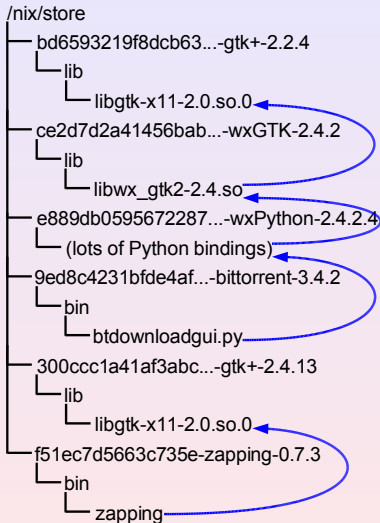 /nix/store
bd6593219f8dcb63...-gtk+-2.2.4
lib
libgtk-x11-2.0.so.0
ce2d7d2a41456bab...-wxGTK-2.4.2
lib
libwx_gtk2-2.4.so
e889db0595672287...-wxPython-2.4.2.4
(lots of Python bindings)
9ed8c4231bfde4af...-bittorrent-3.4.2
bin
btdownloadgui.py
300ccc1a41af3abc...-gtk+-2.4.13
lib
libgtk-x11-2.0.so.0
f51ec7d5663c735e-zapping-0.7.3
bin
zapping